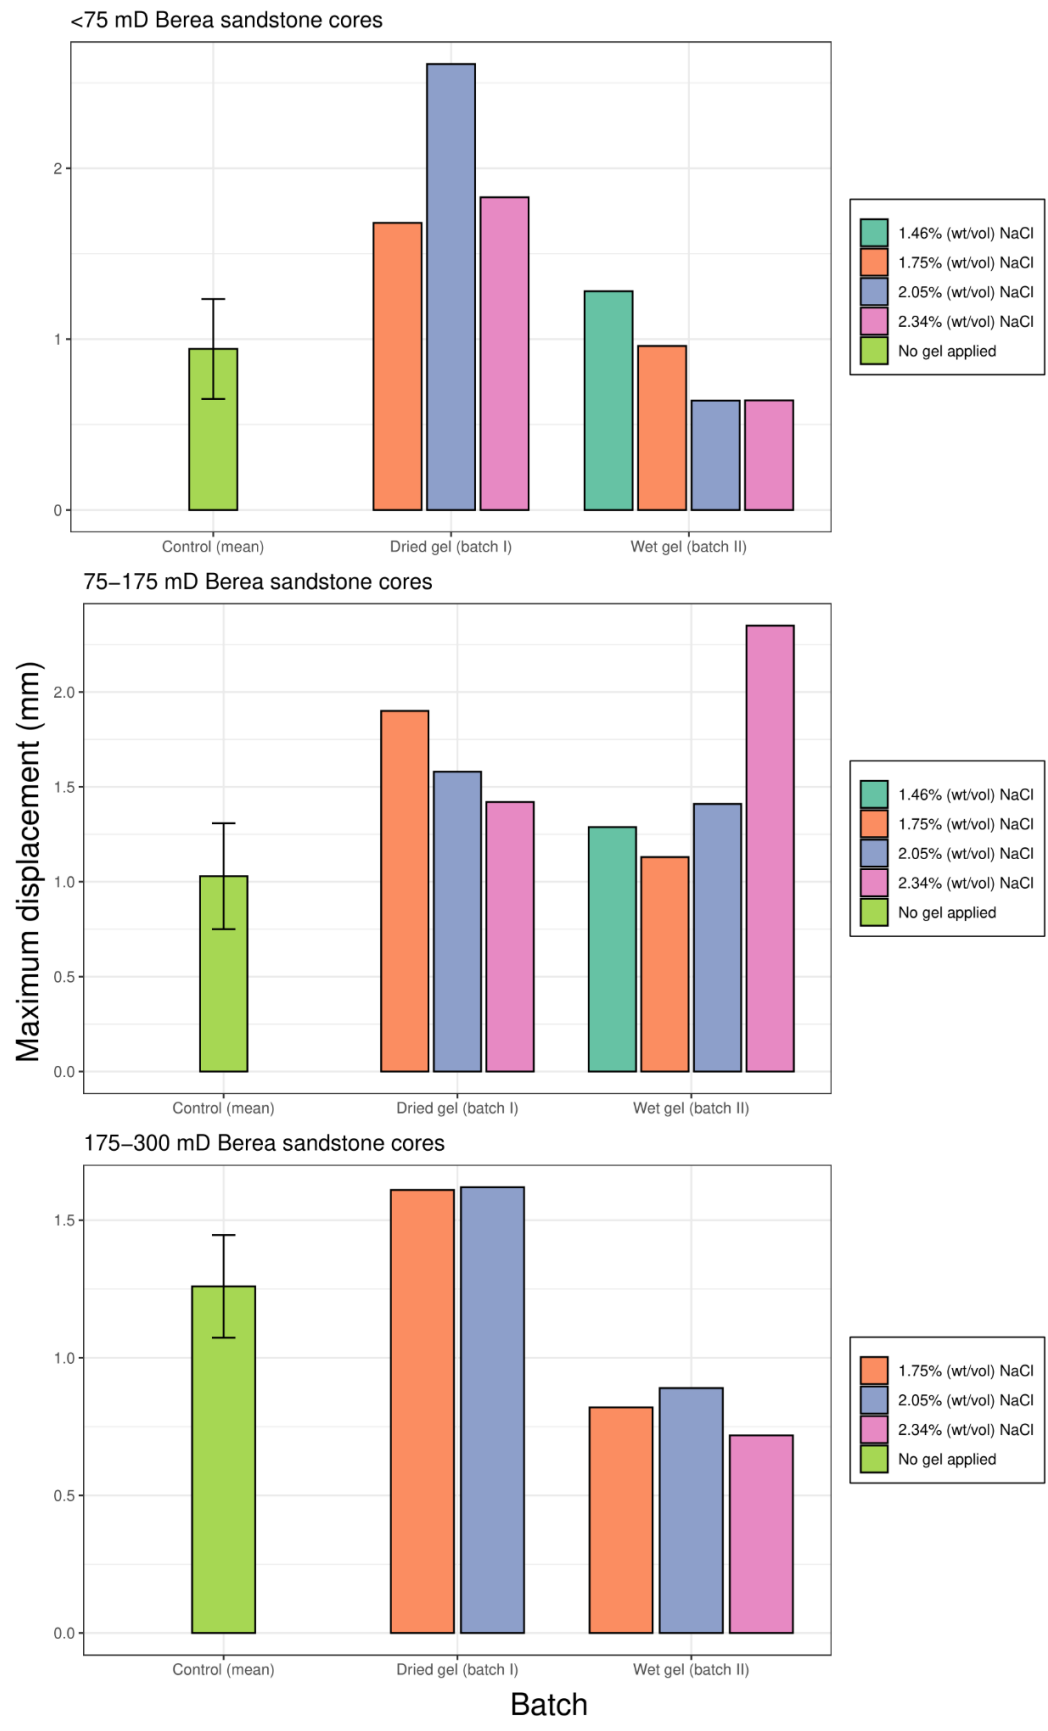 <75 mD Berea sandstone cores
2
1
0
Control (mean)
Dried gel (batch I)
Wet gel (batch II)
1.46% (wt/vol) NaCl
1.75% (wt/vol) NaCl
2.05% (wt/vol) NaCl
2.34% (wt/vol) NaCl
No gel applied
75–175 mD Berea sandstone cores
Maximum displacement (mm)
2.0
1.5
1.0
0.5
0.0
Control (mean)
Dried gel (batch I)
Wet gel (batch II)
1.46% (wt/vol) NaCl
1.75% (wt/vol) NaCl
2.05% (wt/vol) NaCl
2.34% (wt/vol) NaCl
No gel applied
175–300 mD Berea sandstone cores
1.5
1.0
0.5
0.0
Control (mean)
Dried gel (batch I)
Wet gel (batch II)
1.75% (wt/vol) NaCl
2.05% (wt/vol) NaCl
2.34% (wt/vol) NaCl
No gel applied
Batch